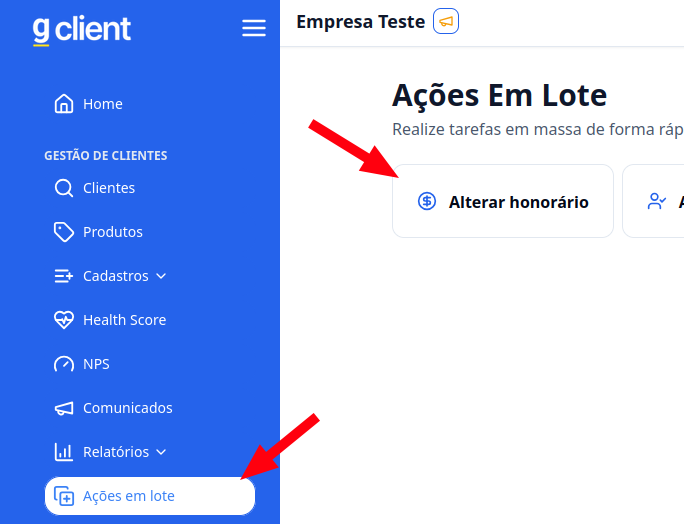 g client
Home
GESTÃO DE CLIENTES
Clientes
Produtos
Cadastros
Health Score
NPS
Comunicados
Relatórios
Ações em lote
Empresa Teste
Ações Em Lote
Realize tarefas em massa de forma ráp
Alterar honorário